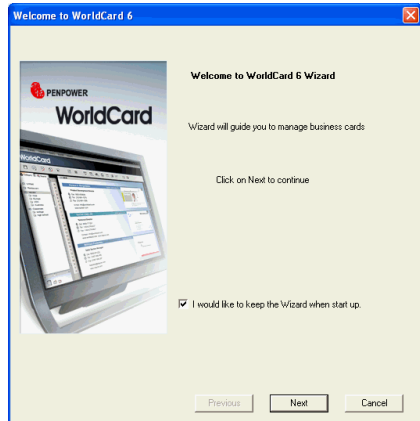 Welcome to WorldCard 6
Welcome to WorldCard 6 Wizard
PENPOWER
WorldCard
Wizard will guide you to manage business cards
WorldCard
Click on Next to continue
I would like to keep the Wizard when start up.
Previous
Next
Cancel